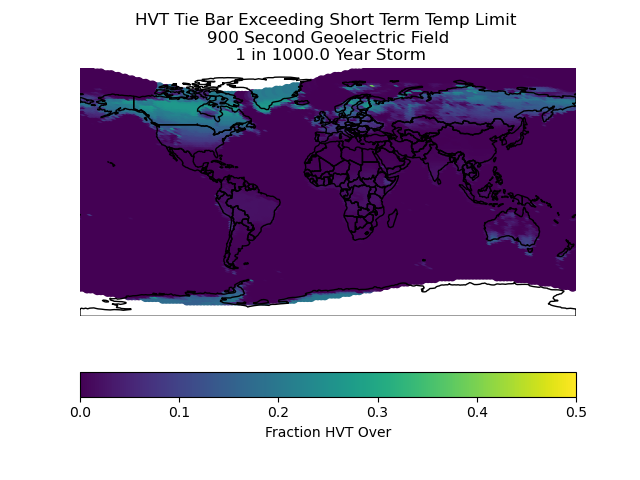 HVT Tie Bar Exceeding Short Term Temp Limit
900 Second Geoelectric Field
1 in 1000.0 Year Storm
0.0 0.1 0.2 0.3 0.4 0.5
Fraction HVT Over